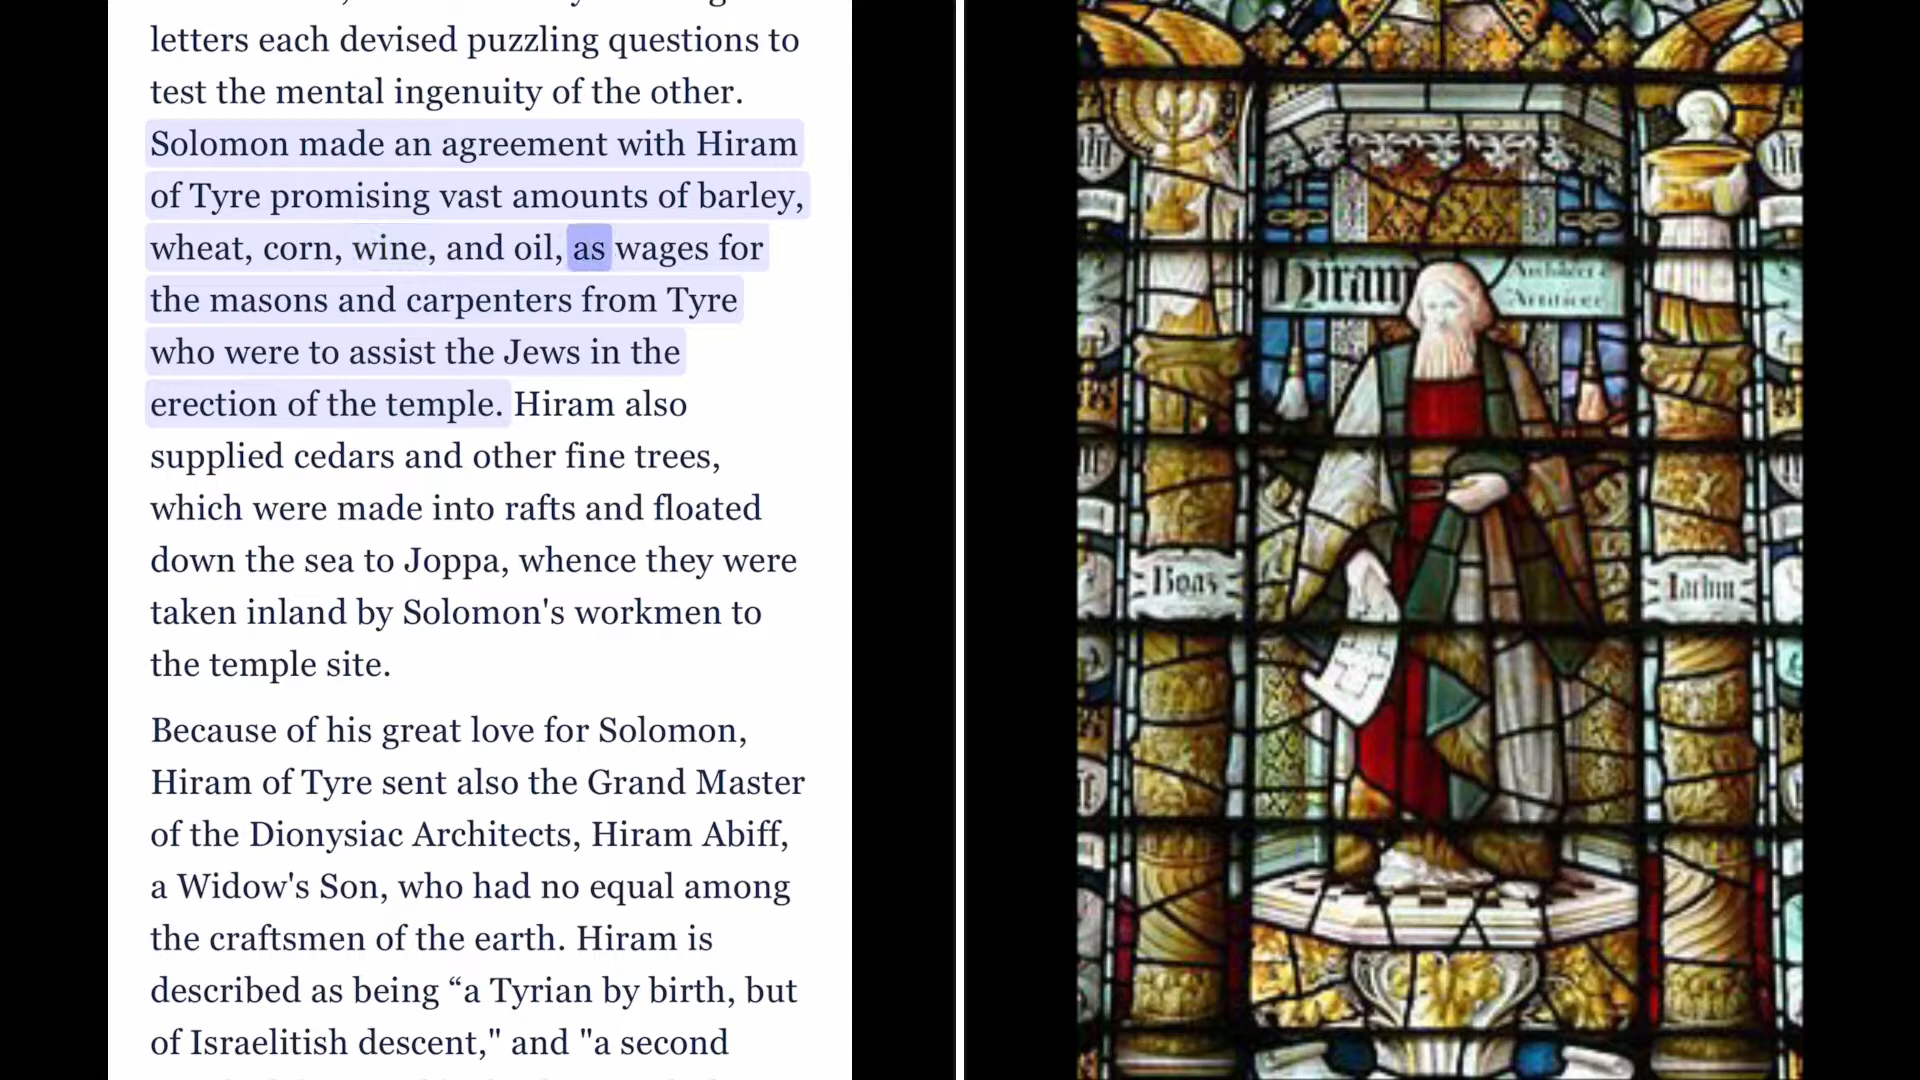 letters each devised puzzling questions to
test the mental ingenuity of the other.
Solomon made an agreement with Hiram
of Tyre promising vast amounts of barley,
wheat, corn, wine, and oil, as wages for
the masons and carpenters from Tyre
who were to assist the Jews in the
erection of the temple. Hiram also
supplied cedars and other fine trees,
which were made into rafts and floated
down the sea to Joppa, whence they were
taken inland by Solomon's workmen to
the temple site.
Because of his great love for Solomon,
Hiram of Tyre sent also the Grand Master
of the Dionysiac Architects, Hiram Abiff,
a Widow's Son, who had no equal among
the craftsmen of the earth. Hiram is
described as being “a Tyrian by birth, but
of Israelitish descent," and "a second
Hiram
Architect &
Artificer
Boas
Jachin